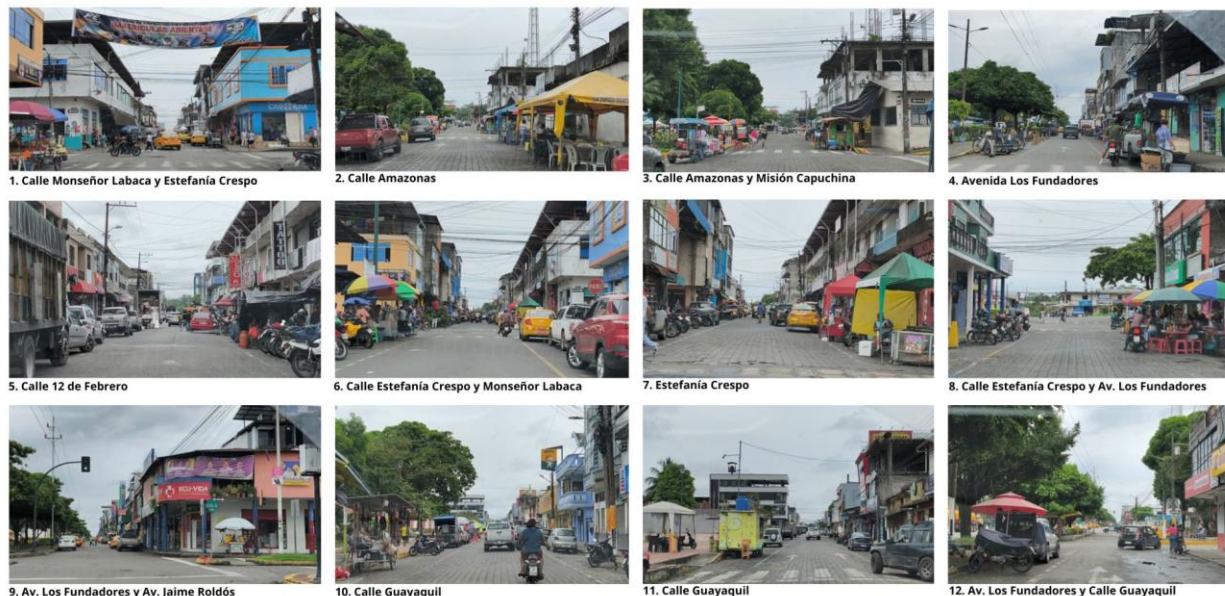 1. Calle Monseñor Labaca y Estefanía Crespo
2. Calle Amazonas
3. Calle Amazonas y Misión Capuchina
4. Avenida Los Fundadores
5. Calle 12 de Febrero
6. Calle Estefanía Crespo y Monseñor Labaca
7. Estefanía Crespo
8. Calle Estefanía Crespo y Av. Los Fundadores
ECU-VIDA
9. Av. Los Fundadores y Av. Jaime Roldós
10. Calle Guayaquil
11. Calle Guayaquil
12. Av. Los Fundadores y Calle Guayaquil